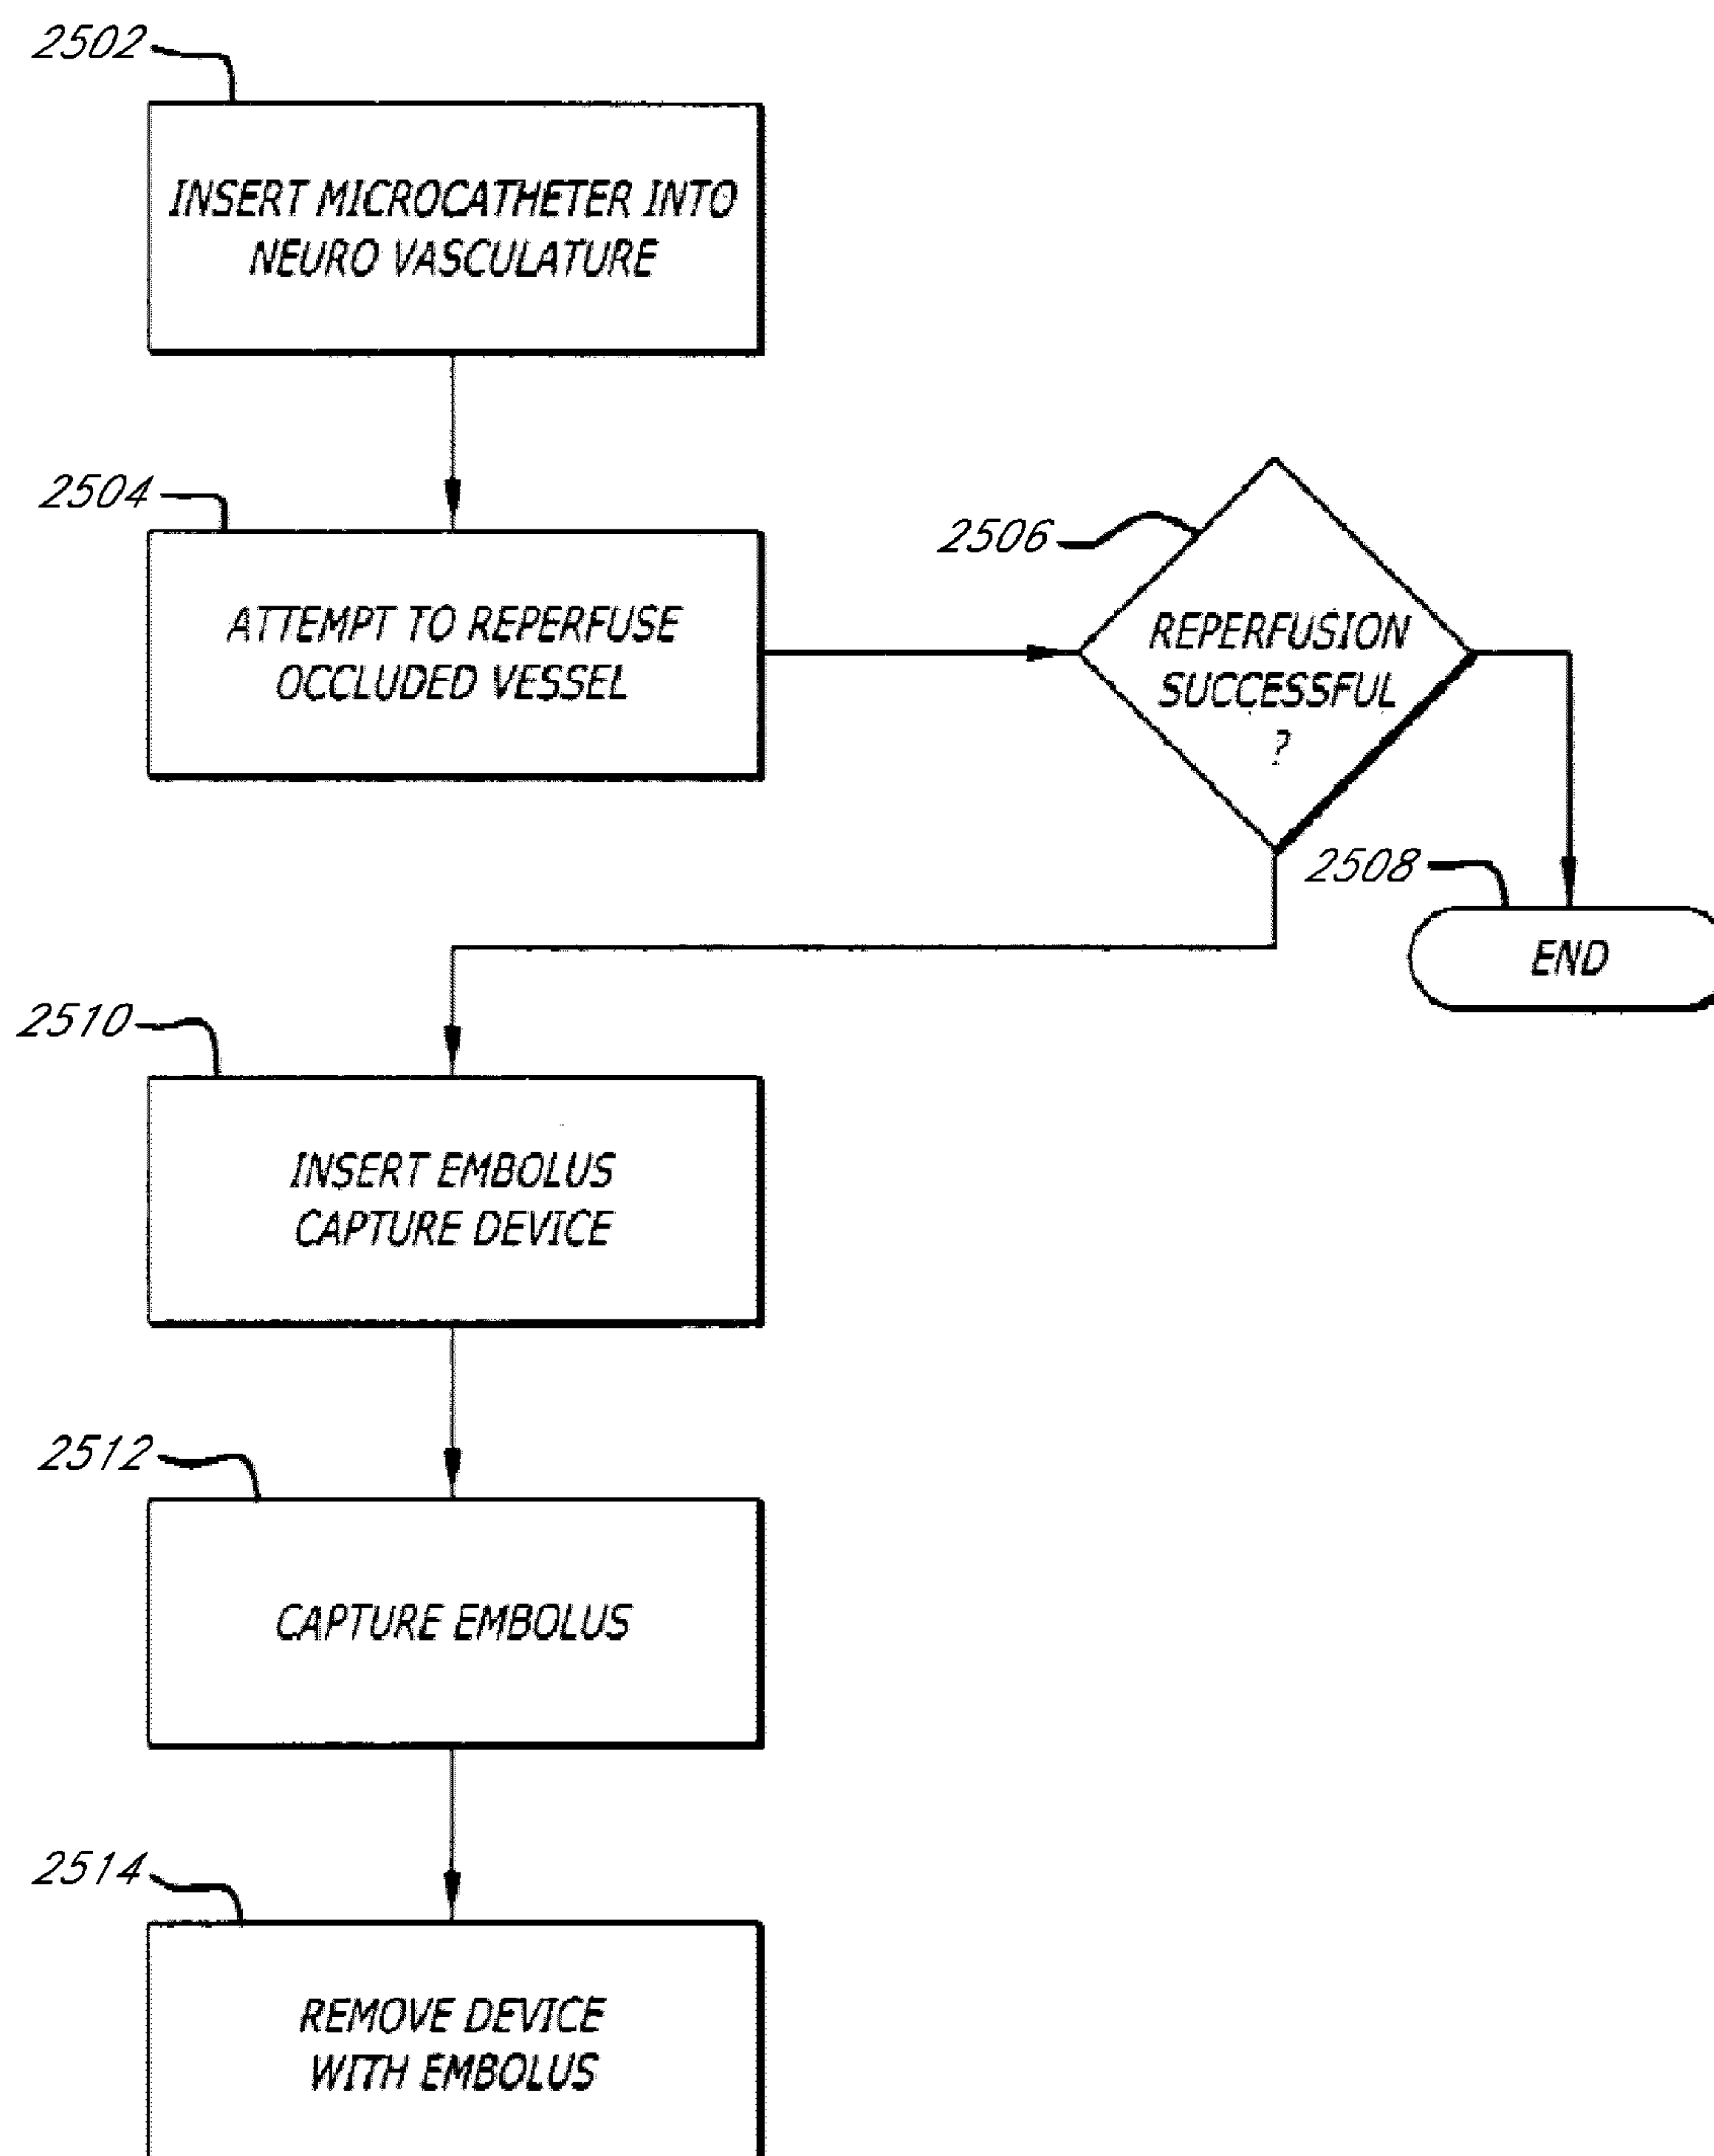 2502
INSERT MICROCATHETER INTO
NEURO VASCULATURE
2504
ATTEMPT TO REPERFUSE
OCCLUDED VESSEL
2506
REPERFUSION
SUCCESSFUL
?
2508
END
2510
INSERT EMBOLUS
CAPTURE DEVICE
2512
CAPTURE EMBOLUS
2514
REMOVE DEVICE
WITH EMBOLUS